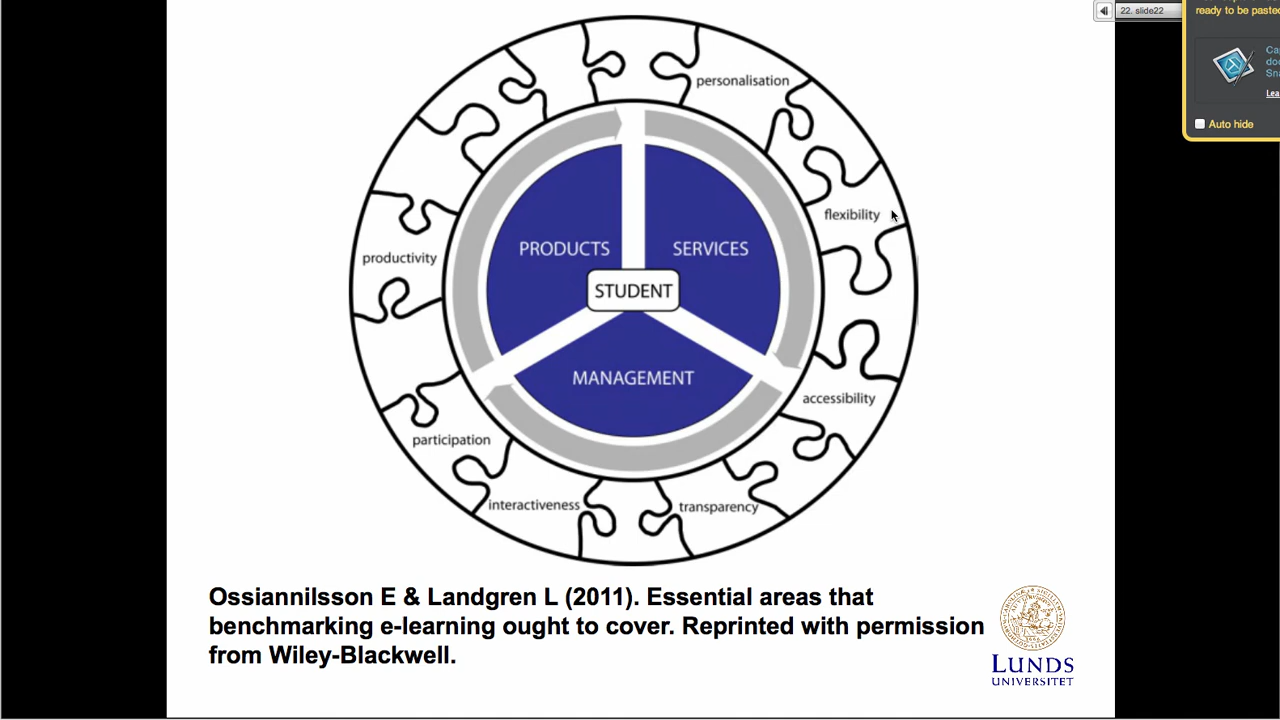 22. slide22
ready to be paste
Auto hide
personalisation
flexibility
productivity
PRODUCTS
SERVICES
STUDENT
MANAGEMENT
accessibility
participation
interactiveness
transparency
Ossiannilsson E & Landgren L (2011). Essential areas that
benchmarking e-learning ought to cover. Reprinted with permission
from Wiley-Blackwell.
LUNDS
UNIVERSITET